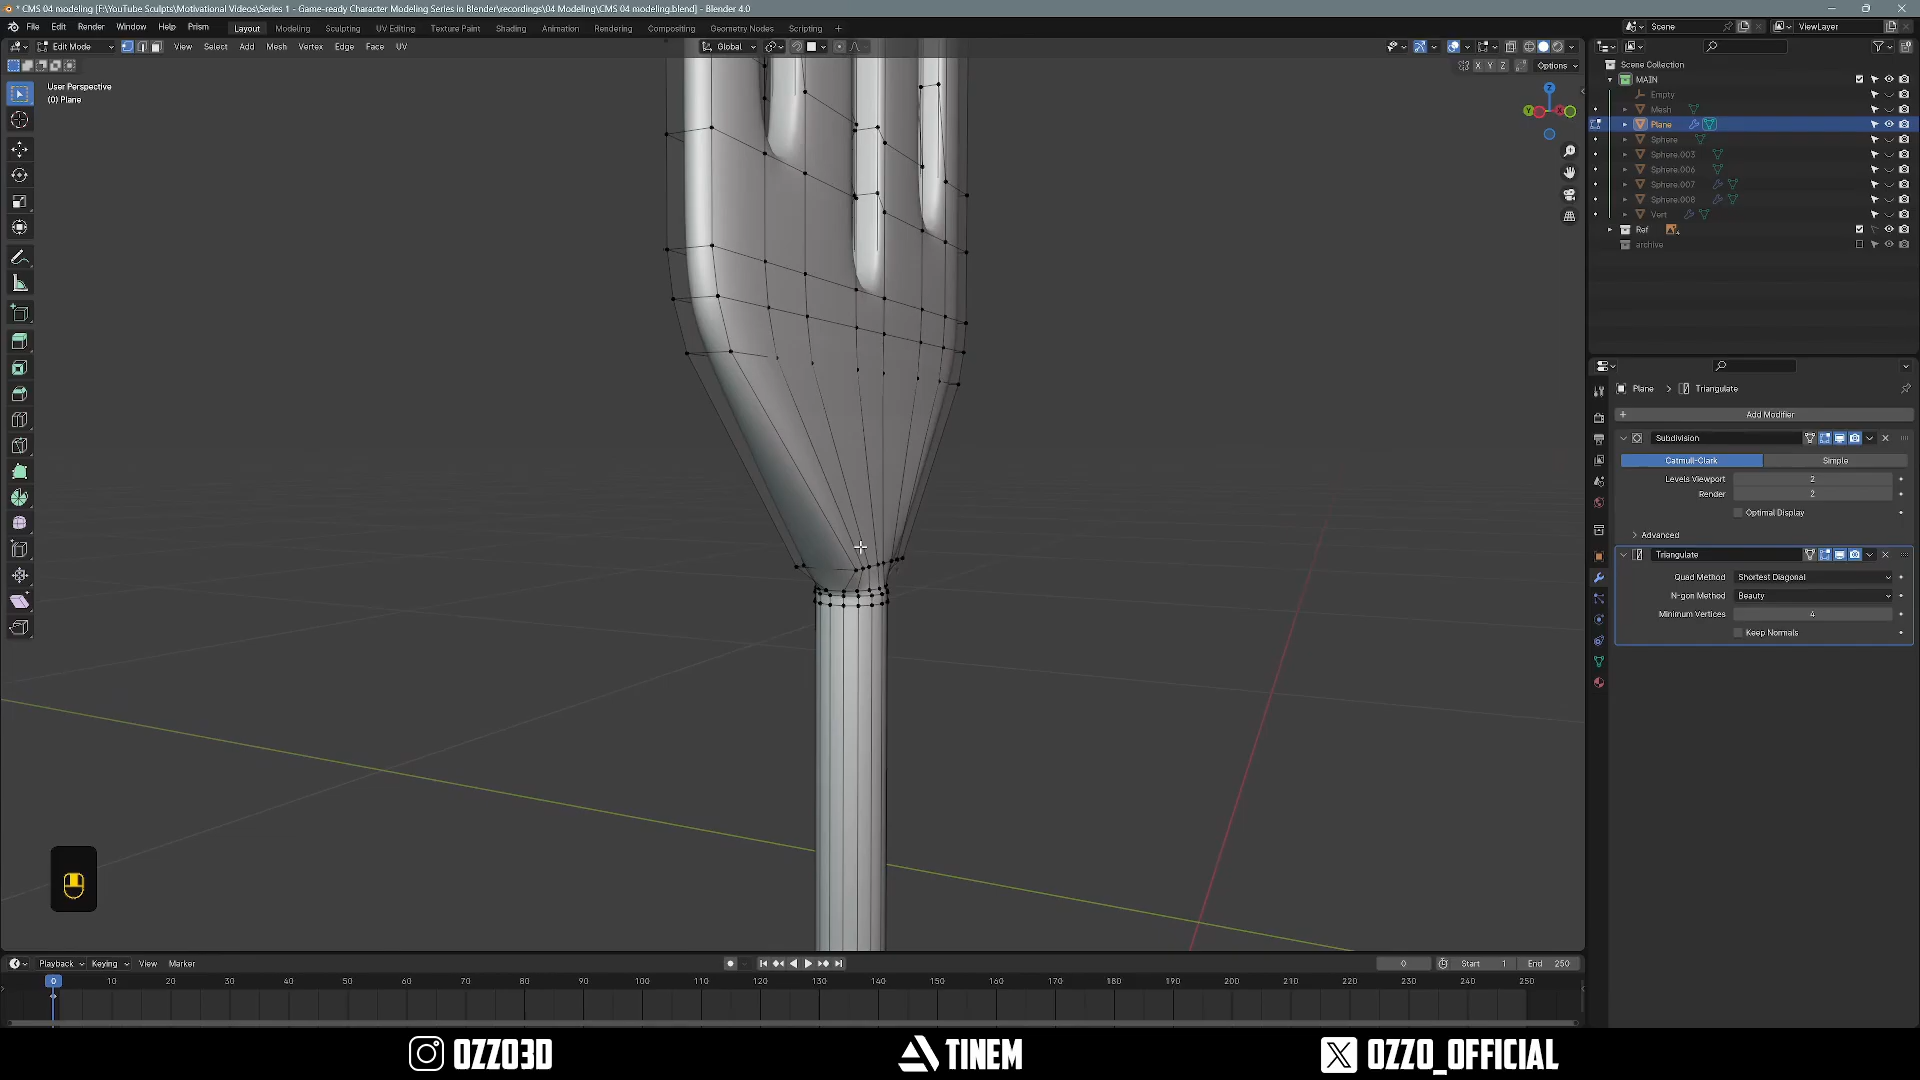 * CMS 04 modeling [F:\YouTube Sculpts\Motivational Videos\Series 1 - Game-ready Character Modeling Series in Blender\recordings\04 Modeling\CMS 04 modeling.blend] - Blender 4.0
File Edit Render Window Help Prism Layout Modeling Sculpting UV Editing Texture Paint Shading Animation Rendering Compositing Geometry Nodes Scripting + Scene ViewLayer
Edit Mode View Select Add Mesh Vertex Edge Face UV Global
X Y Z Options
User Perspective
(0) Plane
Z
Y
X
Scene Collection
MAIN
Empty
Mesh
Plane
Sphere
Sphere.003
Sphere.006
Sphere.007
Sphere.008
Vert
Ref
archive
Plane > Triangulate
+ Add Modifier
Subdivision
Catmull-Clark Simple
Levels Viewport 2
Render 2
Optimal Display
Advanced
Triangulate
Quad Method Shortest Diagonal
N-gon Method Beauty
Minimum Vertices 4
Keep Normals
Playback Keying View Marker 0 Start 1 End 250
0 10 20 30 40 50 60 70 80 90 100 110 120 130 140 150 160 170 180 190 200 210 220 230 240 250
OZZO3D TINEM OZZO_OFFICIAL